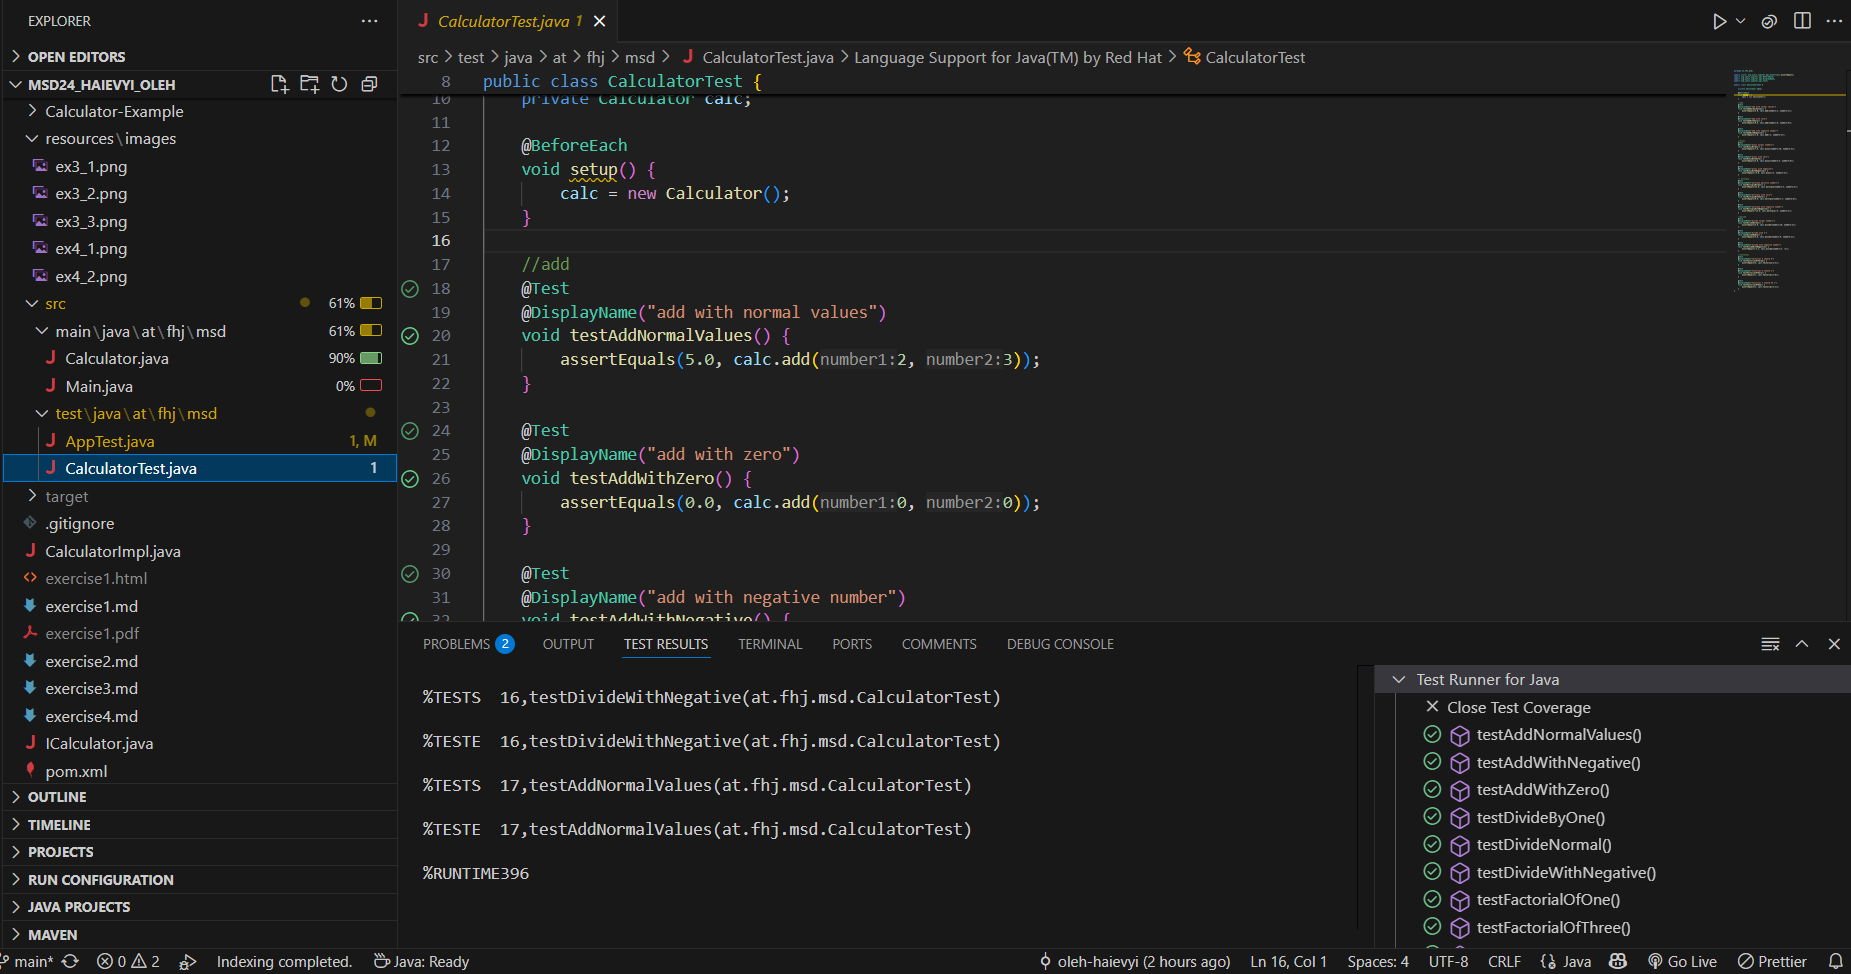 EXPLORER
OPEN EDITORS
MSD24_HAIEVYI_OLEH
Calculator-Example
resources\images
ex3_1.png
ex3_2.png
ex3_3.png
ex4_1.png
ex4_2.png
src 61%
main\java\at\fhj\msd 61%
Calculator.java 90%
Main.java 0%
test\java\at\fhj\msd
AppTest.java 1, M
CalculatorTest.java 1
target
.gitignore
CalculatorImpl.java
exercise1.html
exercise1.md
exercise1.pdf
exercise2.md
exercise3.md
exercise4.md
ICalculator.java
pom.xml
OUTLINE
TIMELINE
PROJECTS
RUN CONFIGURATION
JAVA PROJECTS
MAVEN
CalculatorTest.java 1
src > test > java > at > fhj > msd > CalculatorTest.java > Language Support for Java(TM) by Red Hat > CalculatorTest
8 public class CalculatorTest {
10 private Calculator calc;
11
12 @BeforeEach
13 void setup() {
14 calc = new Calculator();
15 }
16
17 //add
18 @Test
19 @DisplayName("add with normal values")
20 void testAddNormalValues() {
21 assertEquals(5.0, calc.add(number1:2, number2:3));
22 }
23
24 @Test
25 @DisplayName("add with zero")
26 void testAddWithZero() {
27 assertEquals(0.0, calc.add(number1:0, number2:0));
28 }
29
30 @Test
31 @DisplayName("add with negative number")
32 void testAddWithNegative() {
PROBLEMS 2 OUTPUT TEST RESULTS TERMINAL PORTS COMMENTS DEBUG CONSOLE
%TESTS 16,testDivideWithNegative(at.fhj.msd.CalculatorTest)
%TESTE 16,testDivideWithNegative(at.fhj.msd.CalculatorTest)
%TESTS 17,testAddNormalValues(at.fhj.msd.CalculatorTest)
%TESTE 17,testAddNormalValues(at.fhj.msd.CalculatorTest)
%RUNTIME396
Test Runner for Java
Close Test Coverage
testAddNormalValues()
testAddWithNegative()
testAddWithZero()
testDivideByOne()
testDivideNormal()
testDivideWithNegative()
testFactorialOfOne()
testFactorialOfThree()
main* 0 2 Indexing completed. Java: Ready oleh-haievyi (2 hours ago) Ln 16, Col 1 Spaces: 4 UTF-8 CRLF Java Go Live Prettier